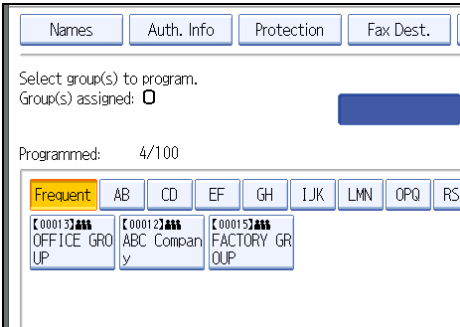 Names Auth. Info Protection Fax Dest.
Select group(s) to program.
Group(s) assigned: 0
Programmed: 4/100
Frequent AB CD EF GH IJK LMN OPQ RS
【00013】 【00012】 【00015】
OFFICE GRO ABC Compan FACTORY GR
UP y OUP